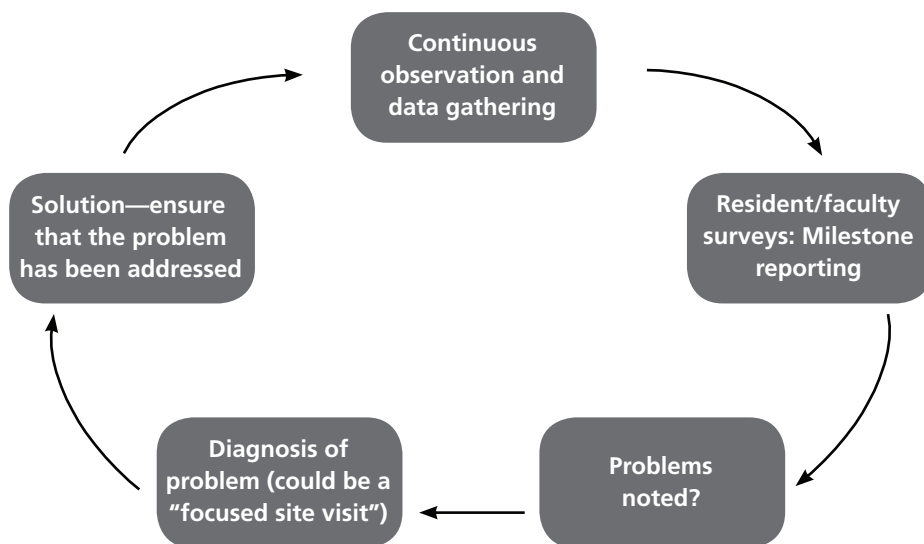 Continuous
observation and
data gathering
Resident/faculty
surveys: Milestone
reporting
Problems
noted?
Diagnosis of
problem (could be a
“focused site visit”)
Solution—ensure
that the problem
has been addressed